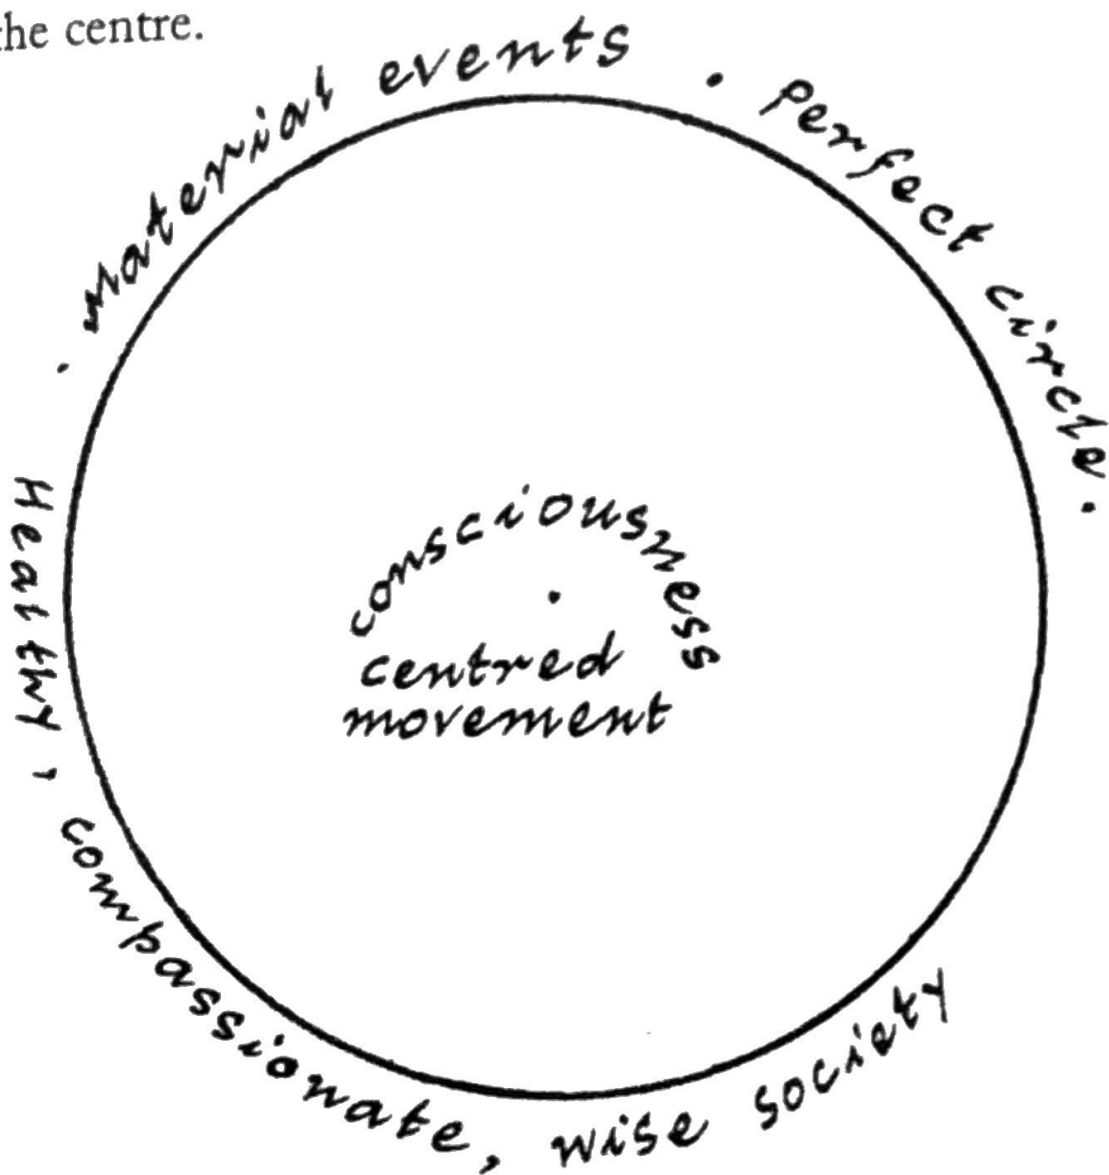 the centre.
. Material events . Perfect circle.
consciousness
centred
movement
Healthy, compassionate, wise society